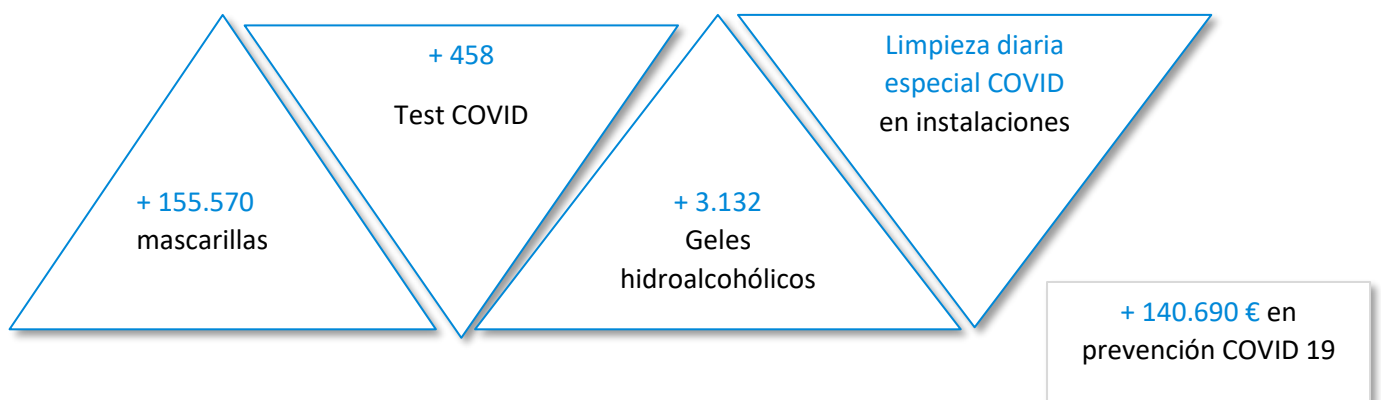 + 155.570
mascarillas
+ 458
Test COVID
+ 3.132
Geles
hidroalcohólicos
Limpieza diaria
especial COVID
en instalaciones
+ 140.690 € en
prevención COVID 19